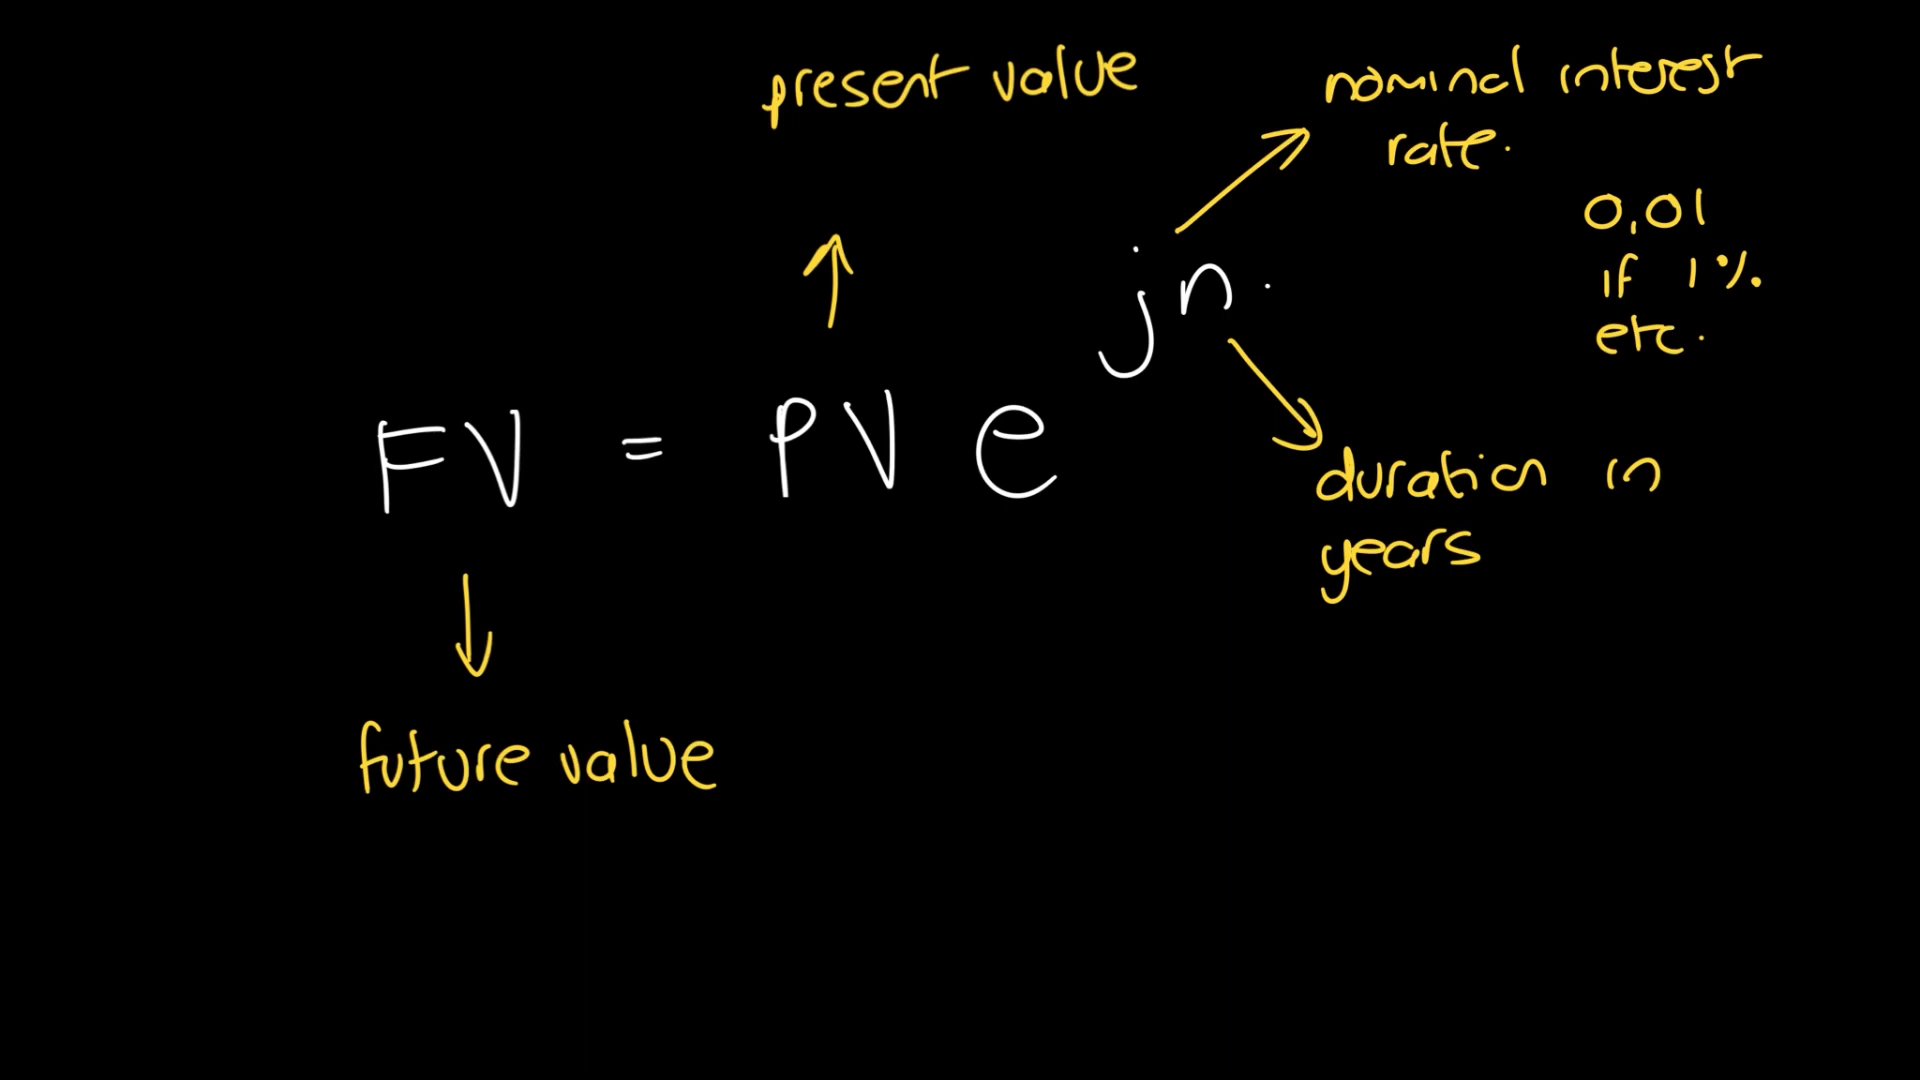 present value
nominal interest
rate.
0,01
if 1%
etc.
FV = PV e^jn.
duration in
years
future value